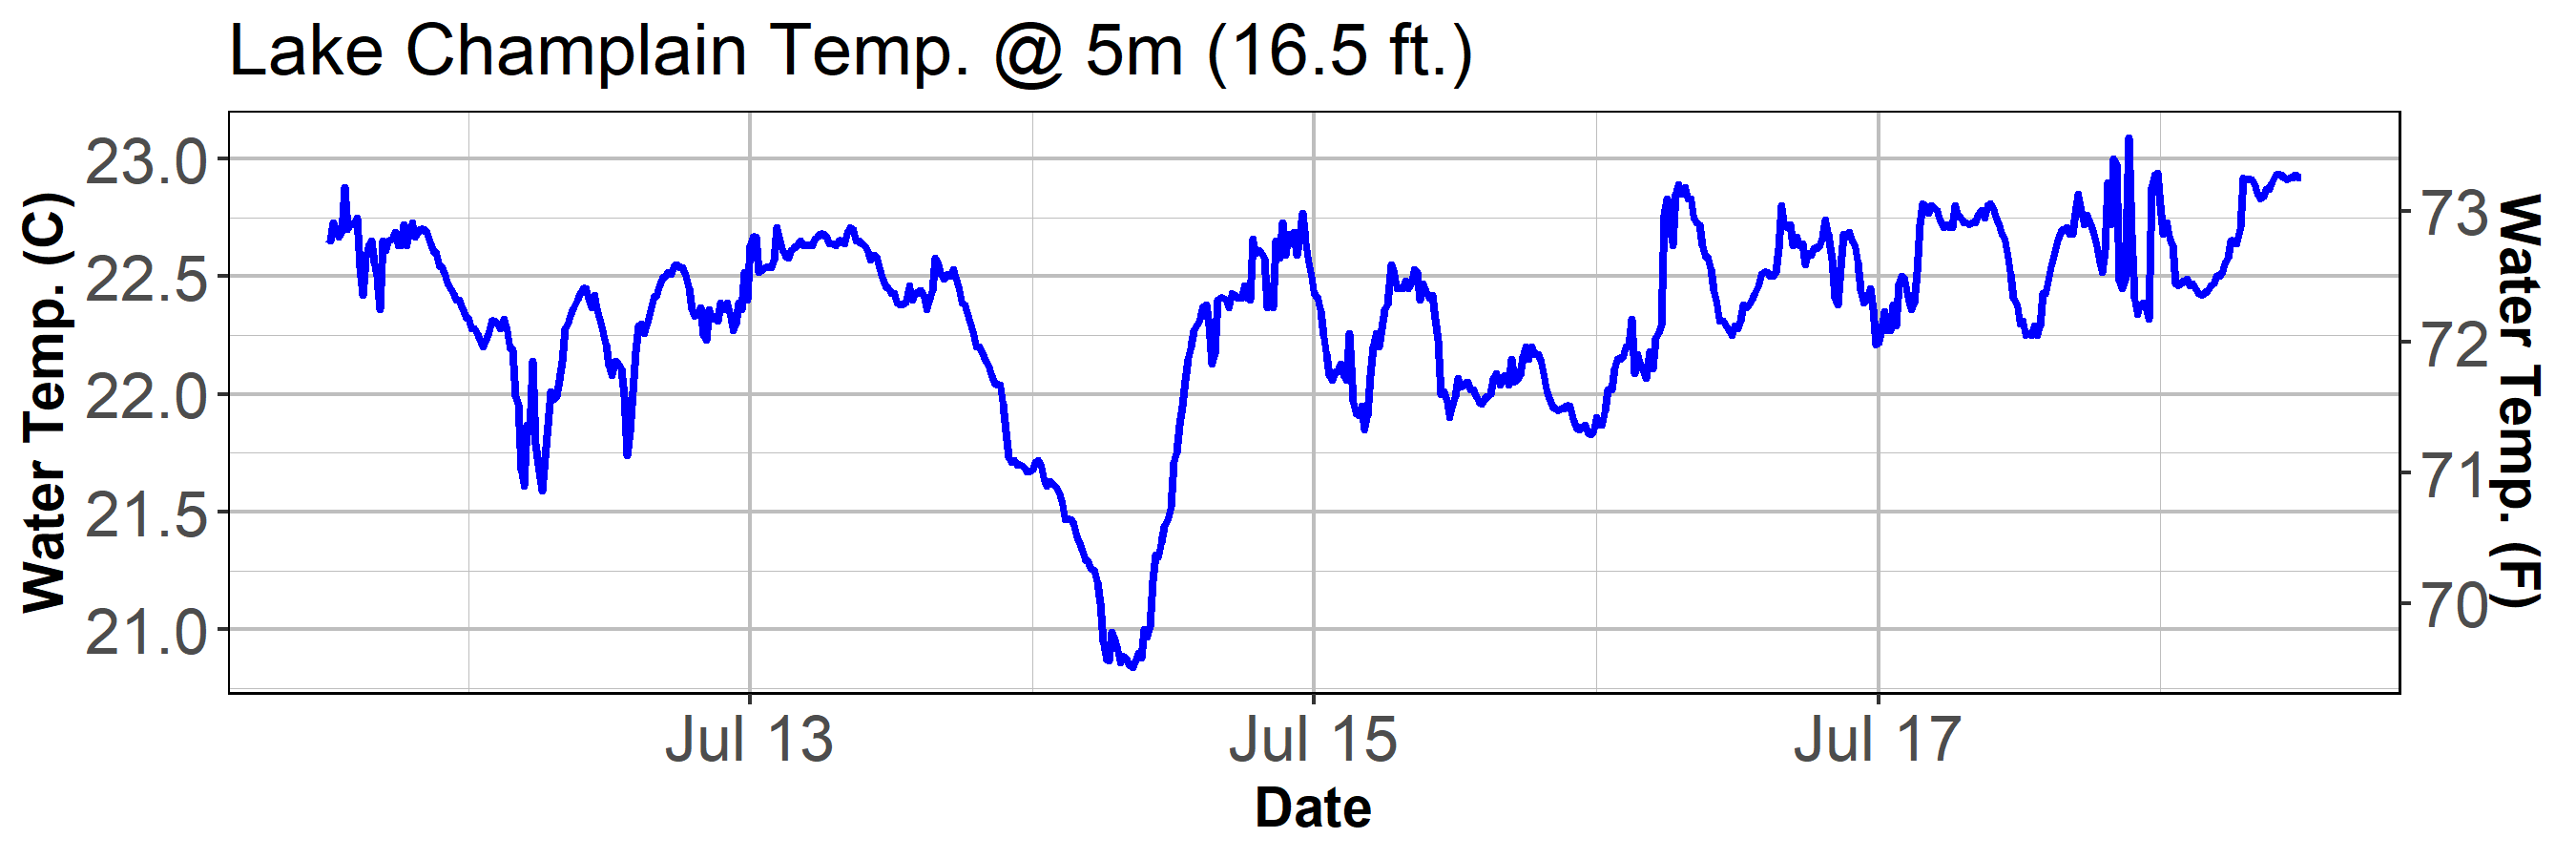 Lake Champlain Temp. @ 5m (16.5 ft.)
Water Temp. (C)
23.0
22.5
22.0
21.5
21.0
73
72
71
70
Water Temp. (F)
Jul 13
Jul 15
Jul 17
Date